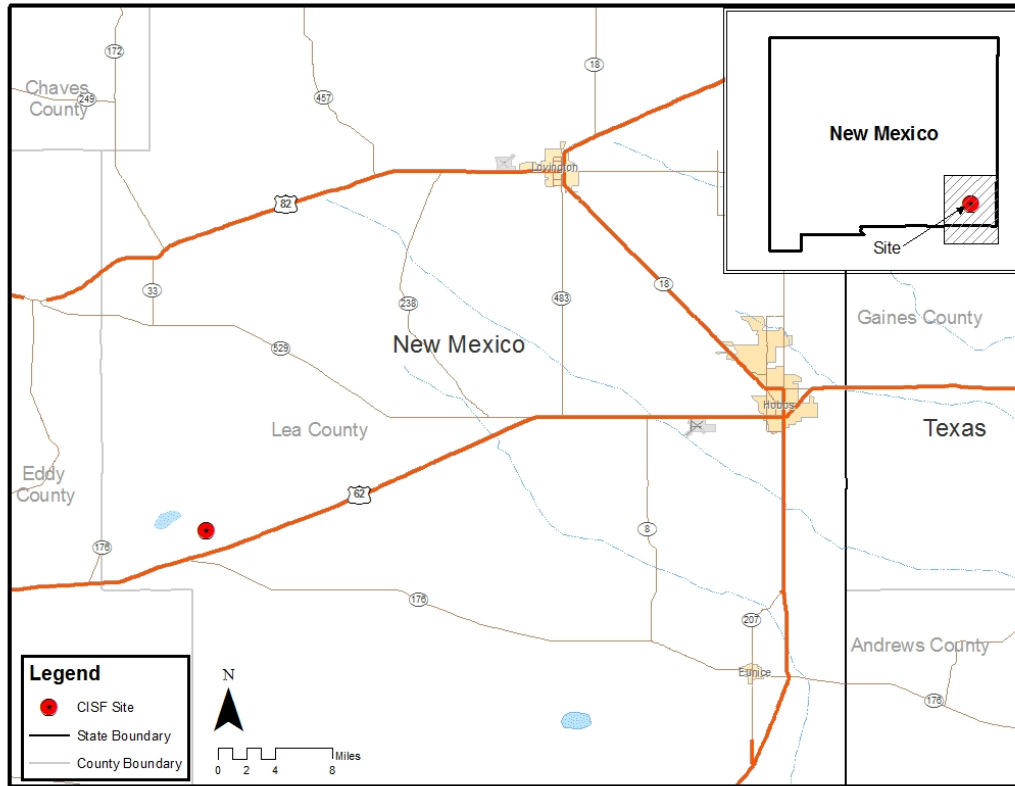 172
18
Chaves
County
249
457
New Mexico
Lovington
82
Site
33
18
238
483
Gaines County
New Mexico
529
Hobbs
Lea County
Texas
Eddy
County
62
8
176
176
207
Andrews County
Eunice
176
Legend
CISF Site
State Boundary
County Boundary
N
Miles
0 2 4 8